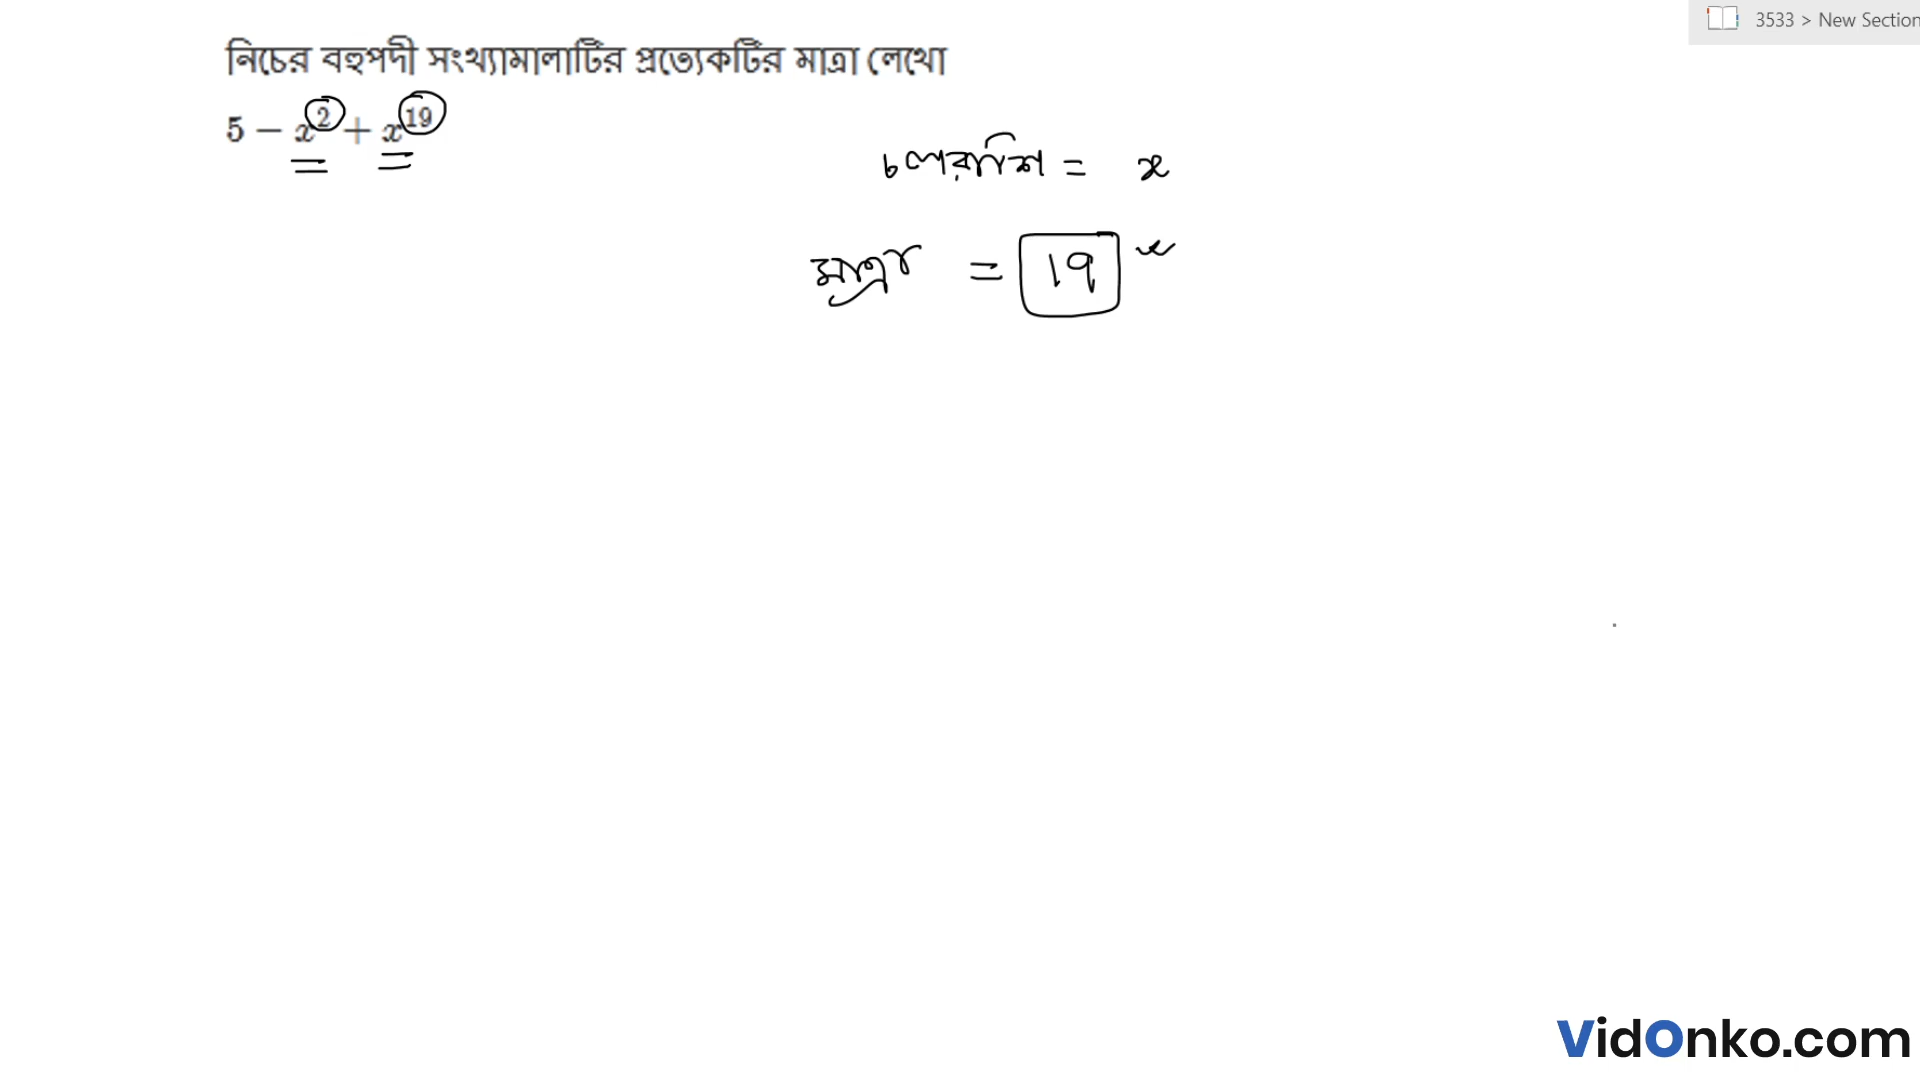 3533 > New Section
নিচের বহুপদী সংখ্যামালাটির প্রত্যেকটির মাত্রা লেখো
5 − x² + x¹⁹
চলরাশি = x
মাত্রা = 19
VidOnko.com